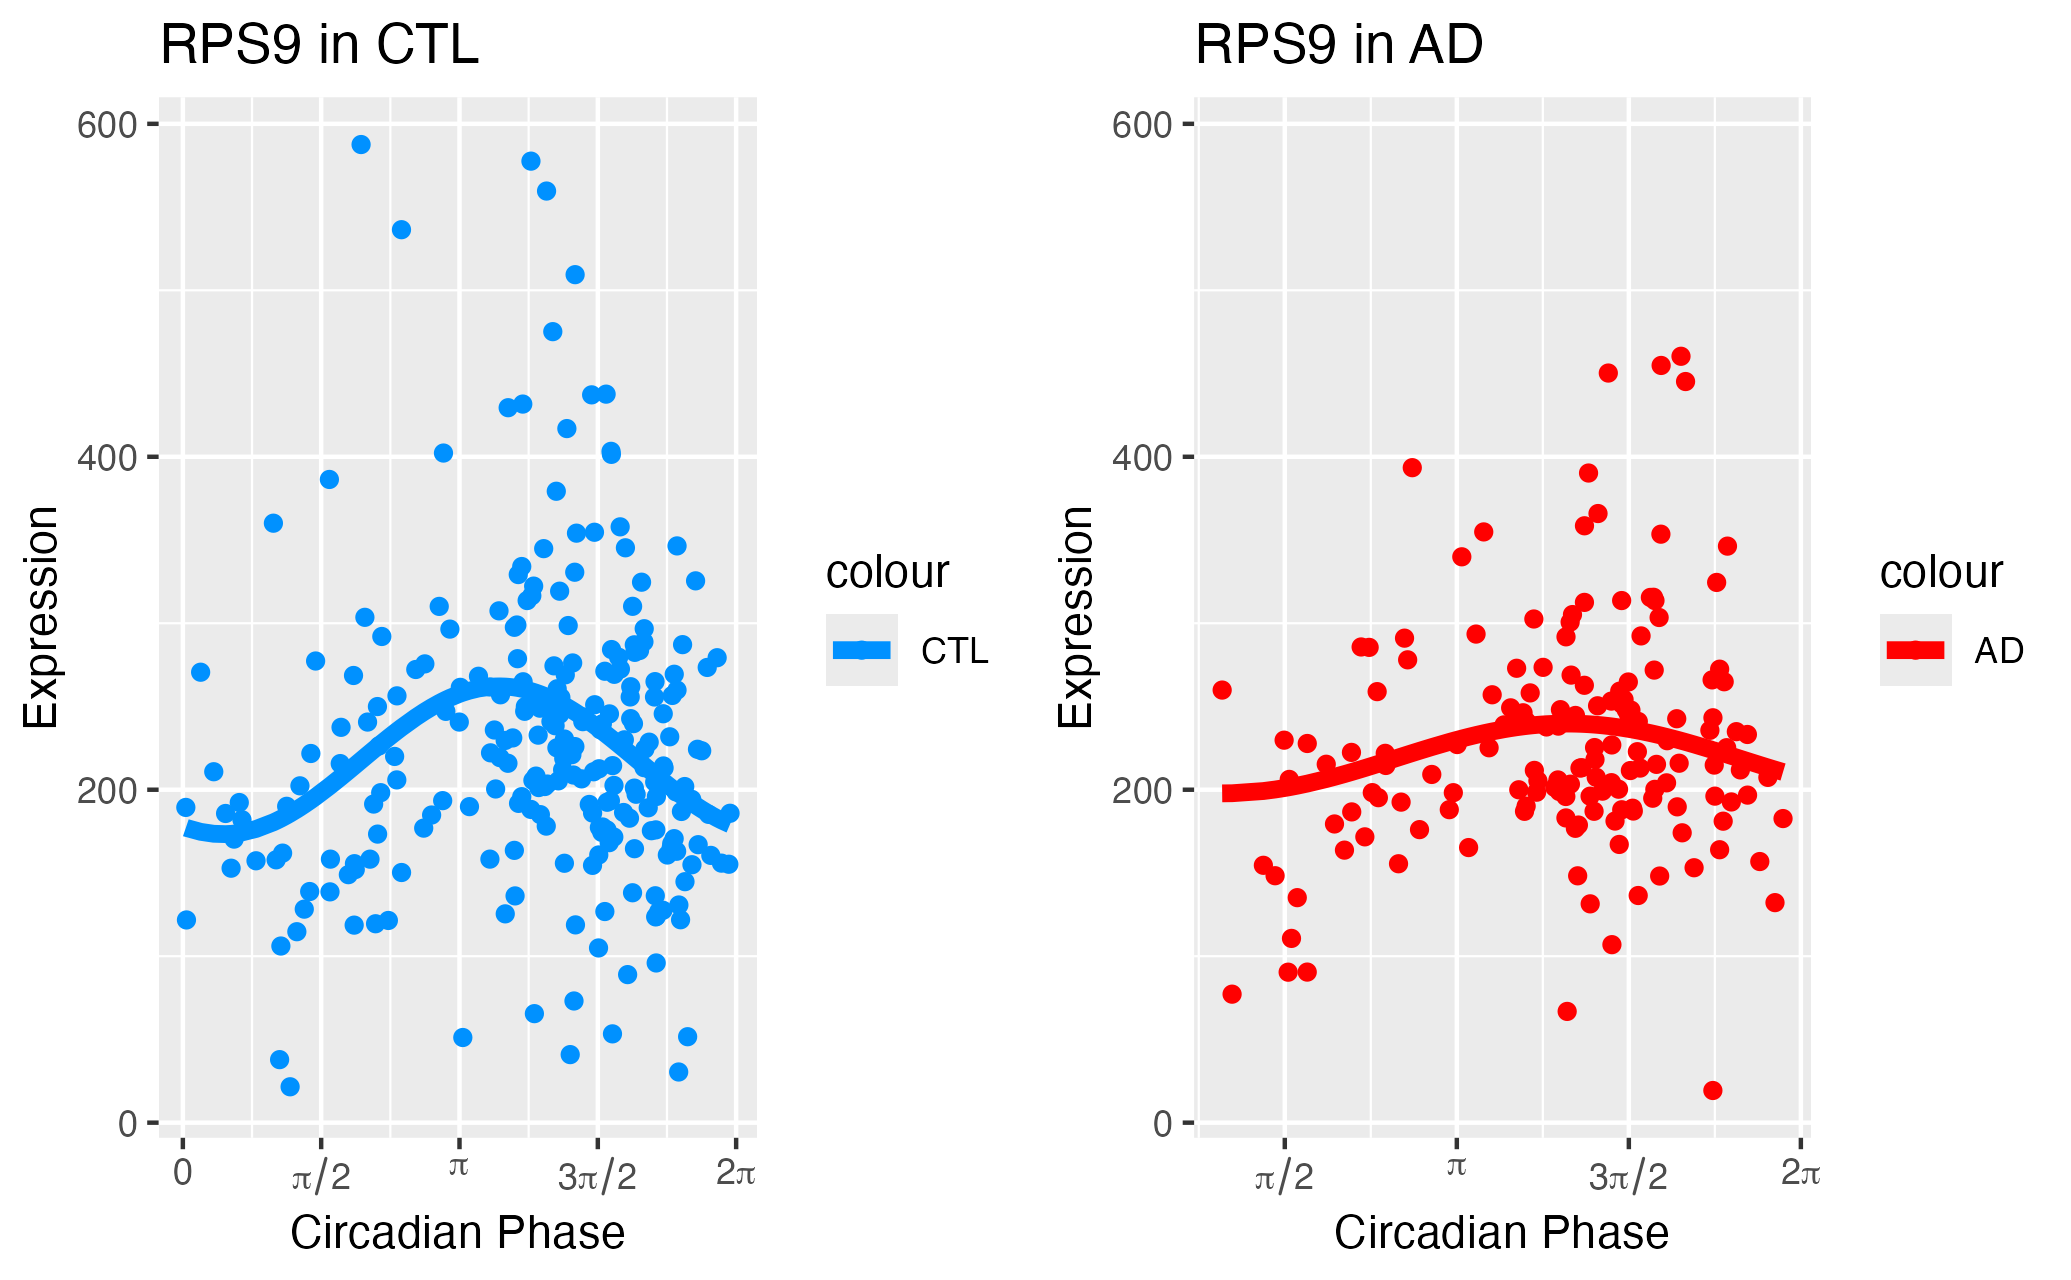 RPS9 in CTL
600
400
200
0
Expression
0 π/2 π 3π/2 2π
Circadian Phase
colour
CTL
RPS9 in AD
600
400
200
0
Expression
π/2 π 3π/2 2π
Circadian Phase
colour
AD